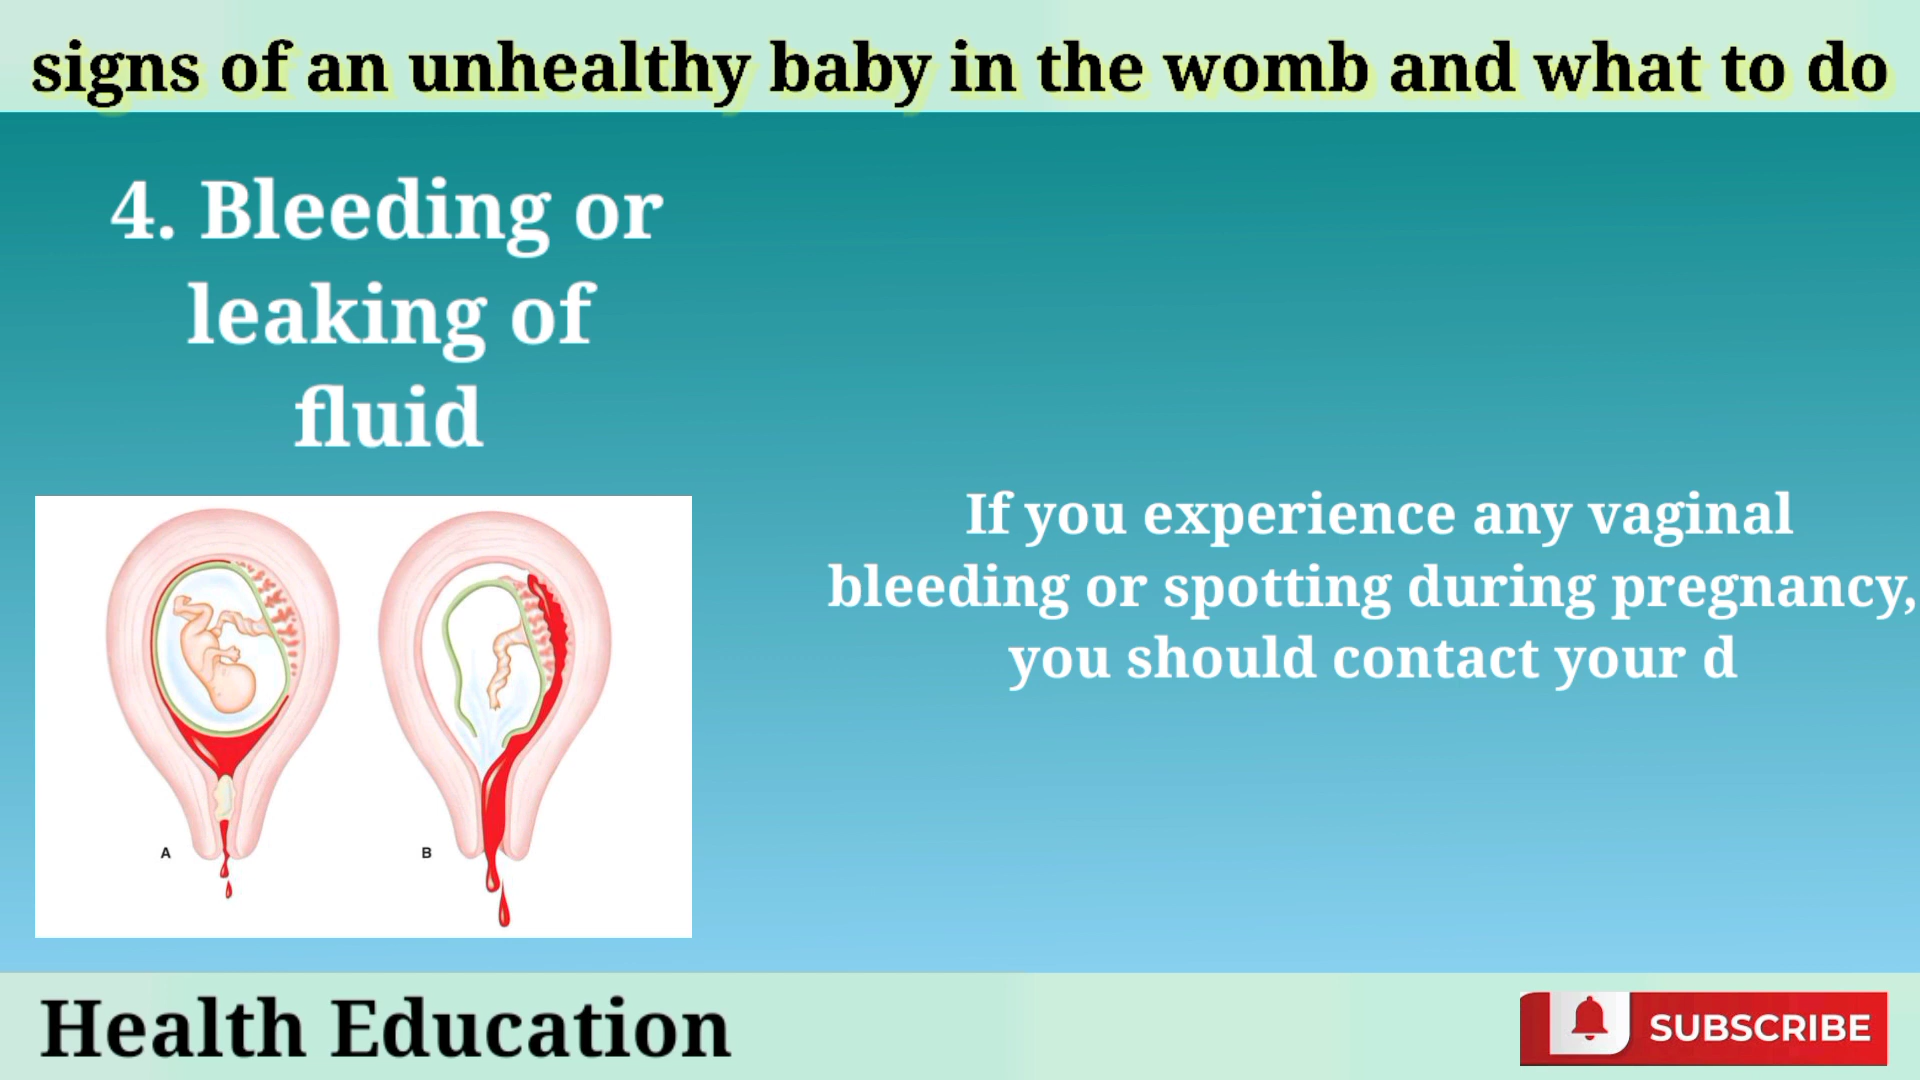 signs of an unhealthy baby in the womb and what to do
4. Bleeding or
leaking of
fluid
If you experience any vaginal
bleeding or spotting during pregnancy,
you should contact your d
A
B
Health Education
SUBSCRIBE